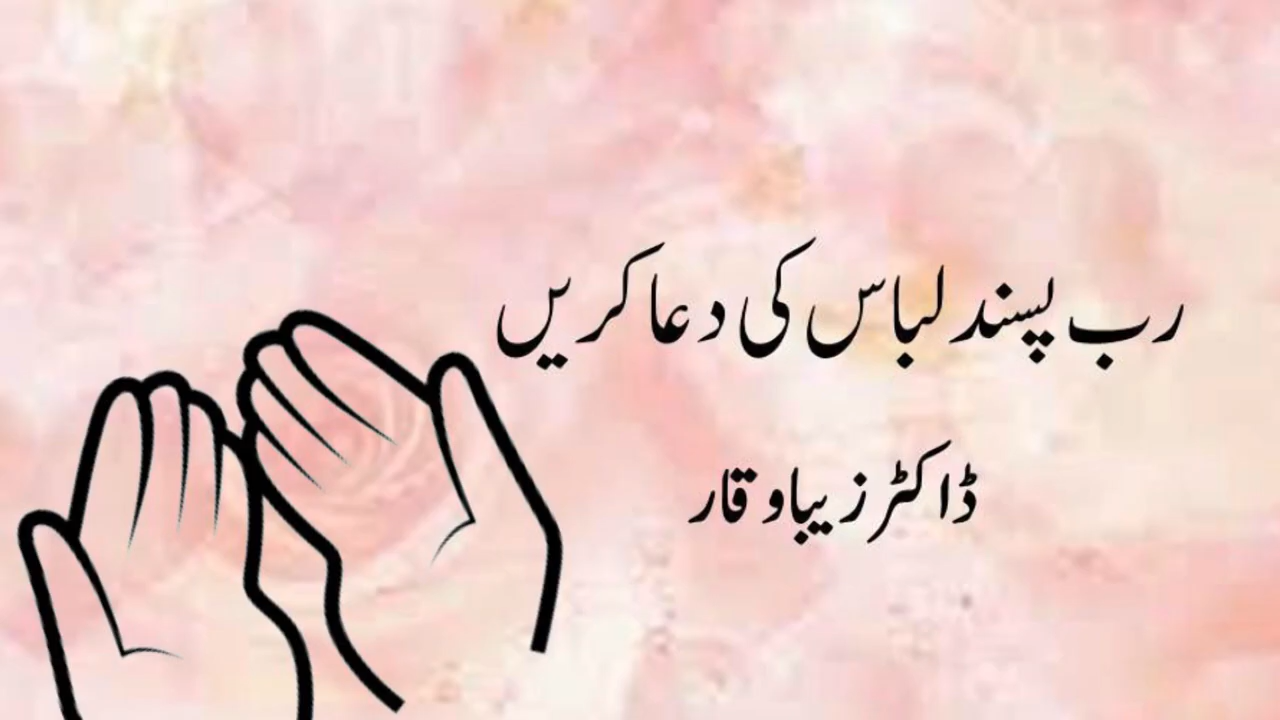 رب پسند لباس کی دعا کریں
ڈاکٹر زیبا وقار